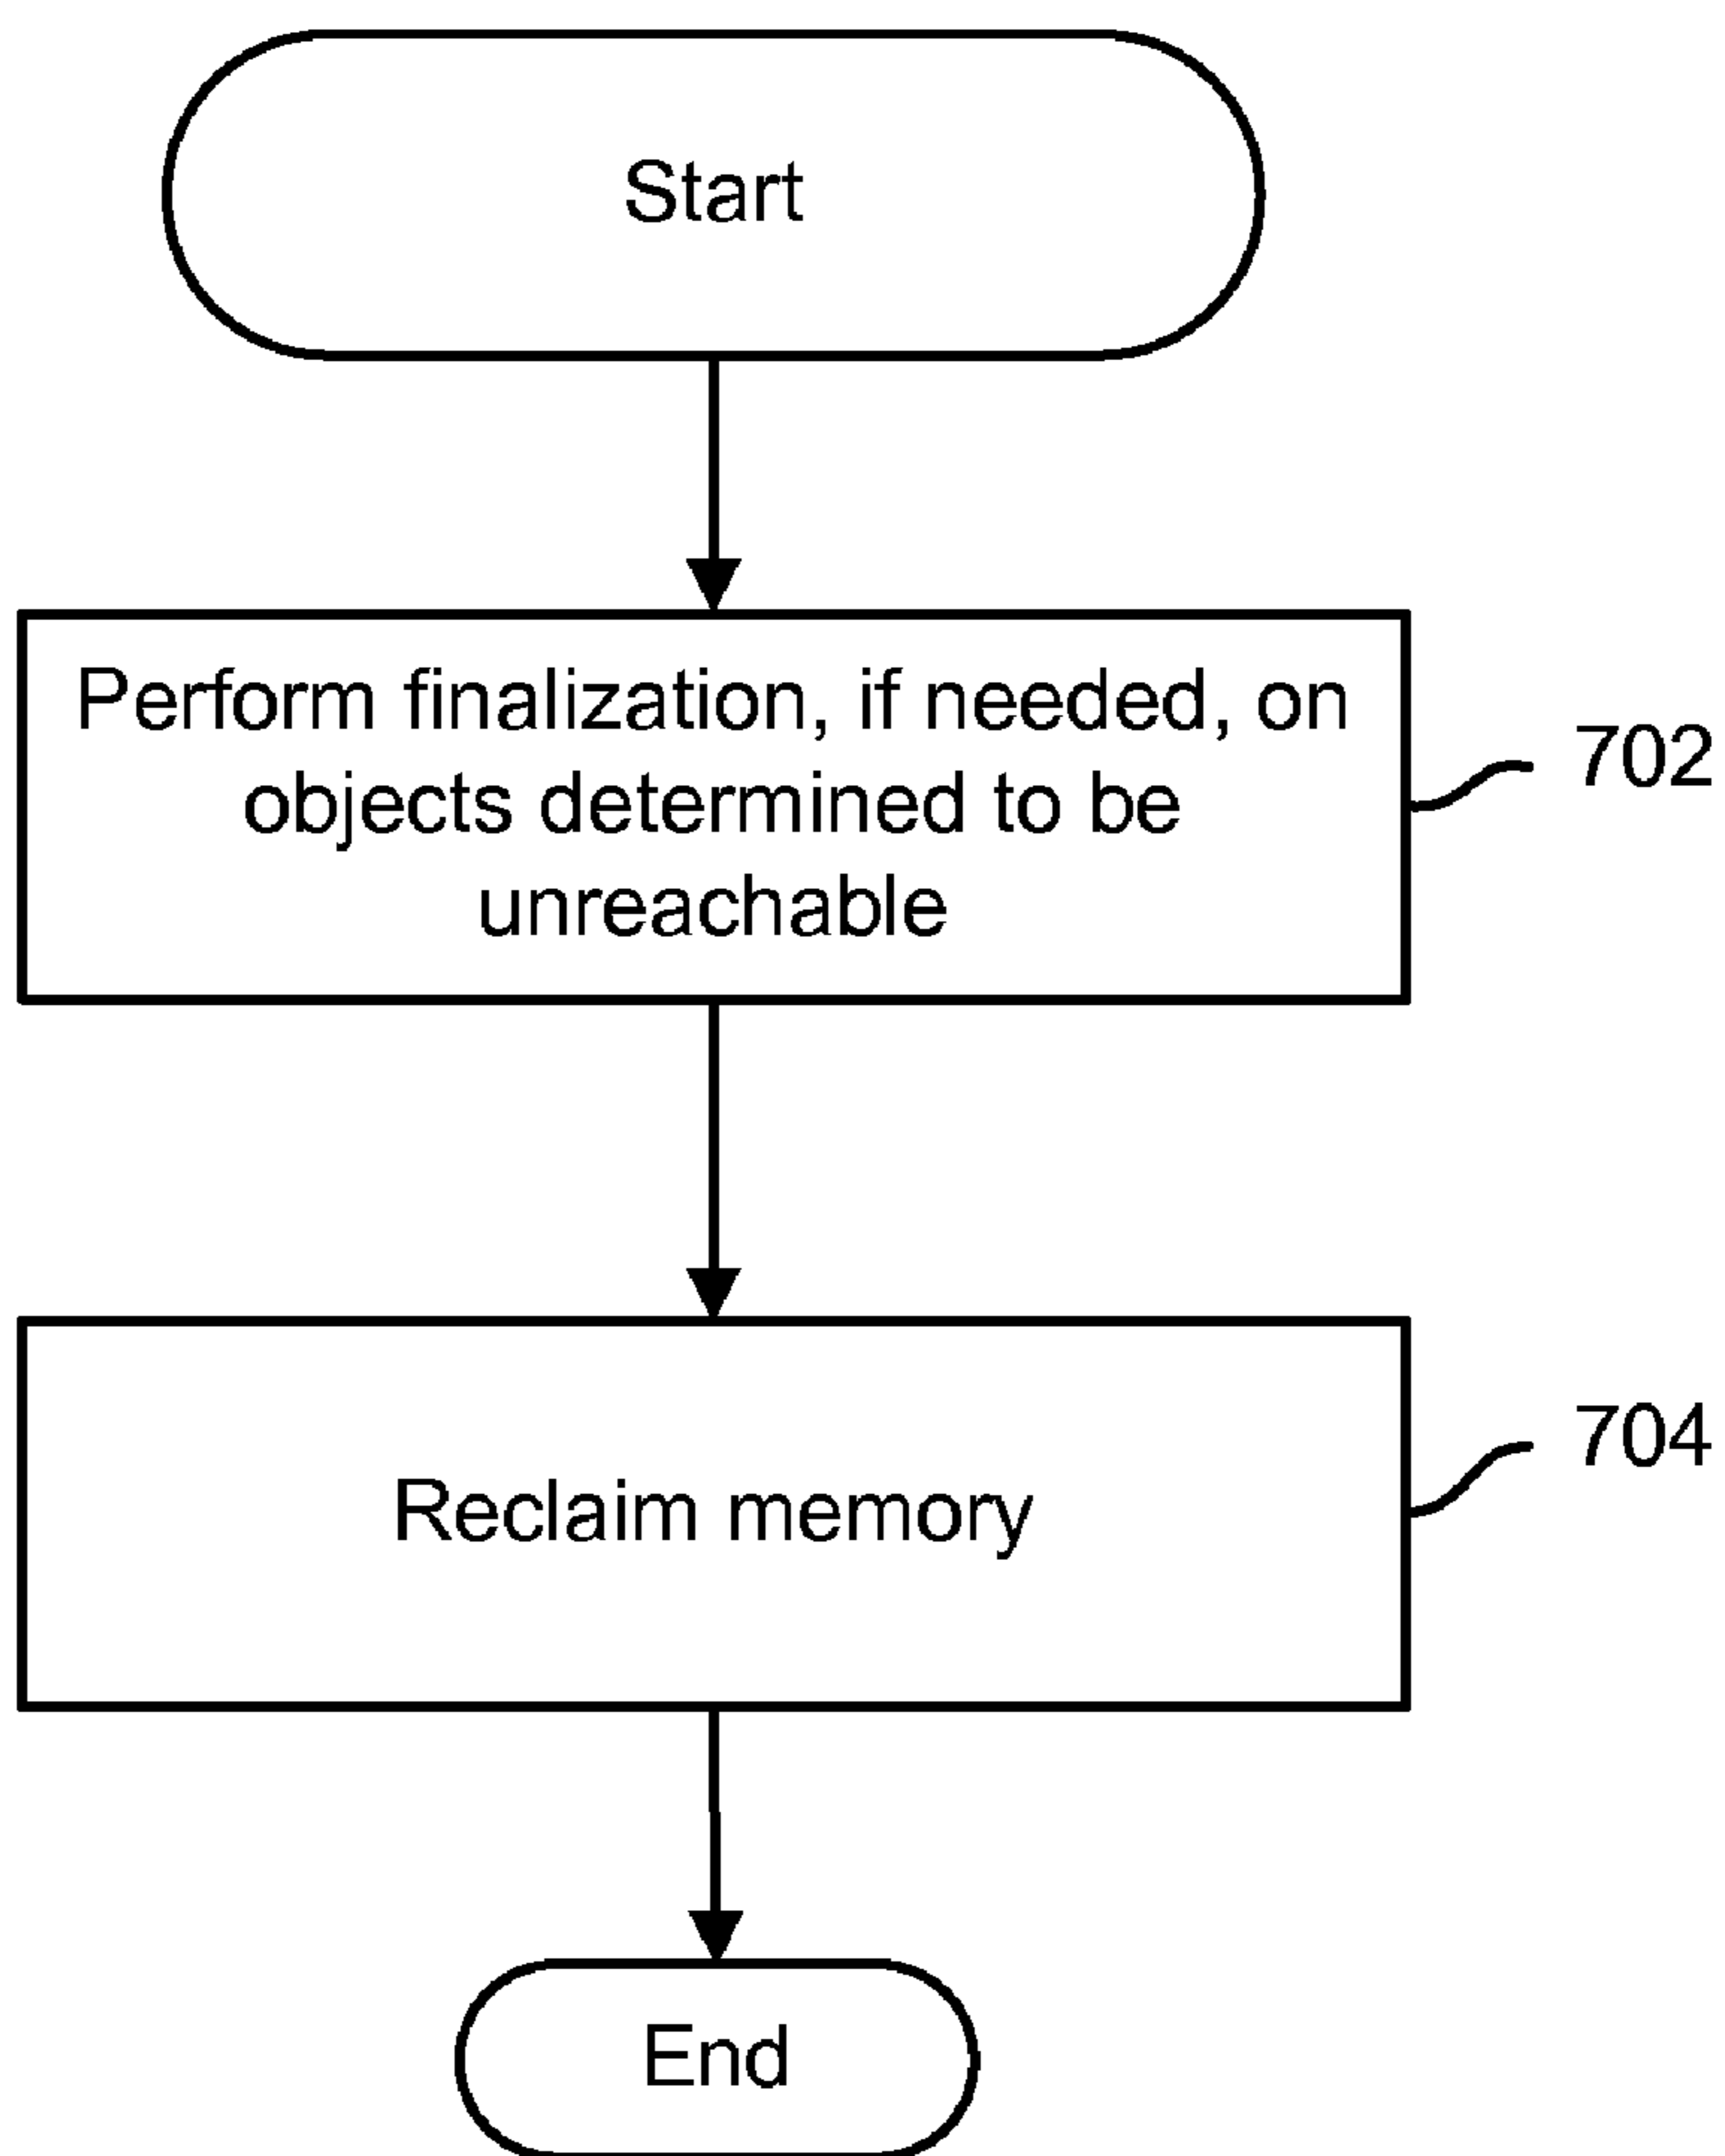 Start
Perform finalization, if needed, on
objects determined to be
unreachable
702
Reclaim memory
704
End